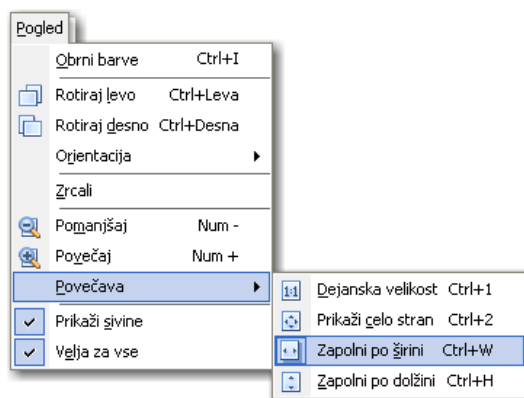 Pogled
Obrni barve Ctrl+I
Rotiraj levo Ctrl+Leva
Rotiraj desno Ctrl+Desna
Orientacija
Zrcali
Pomanjšaj Num -
Povečaj Num +
Povečava
Prikaži sivine
Velja za vse
1:1 Dejanska velikost Ctrl+1
Prikaži celo stran Ctrl+2
Zapolni po širini Ctrl+W
Zapolni po dolžini Ctrl+H